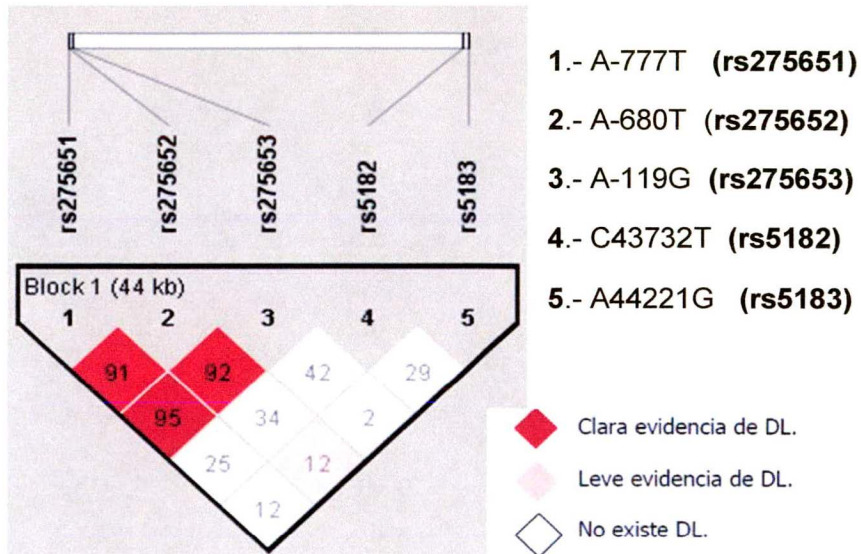 rs275651
rs275652
rs275653
rs5182
rs5183
Block 1 (44 kb)
1 2 3 4 5
91 92 42 29
95 34 2
25 12
12
1.- A-777T (rs275651)
2.- A-680T (rs275652)
3.- A-119G (rs275653)
4.- C43732T (rs5182)
5.- A44221G (rs5183)
Clara evidencia de DL.
Leve evidencia de DL.
No existe DL.